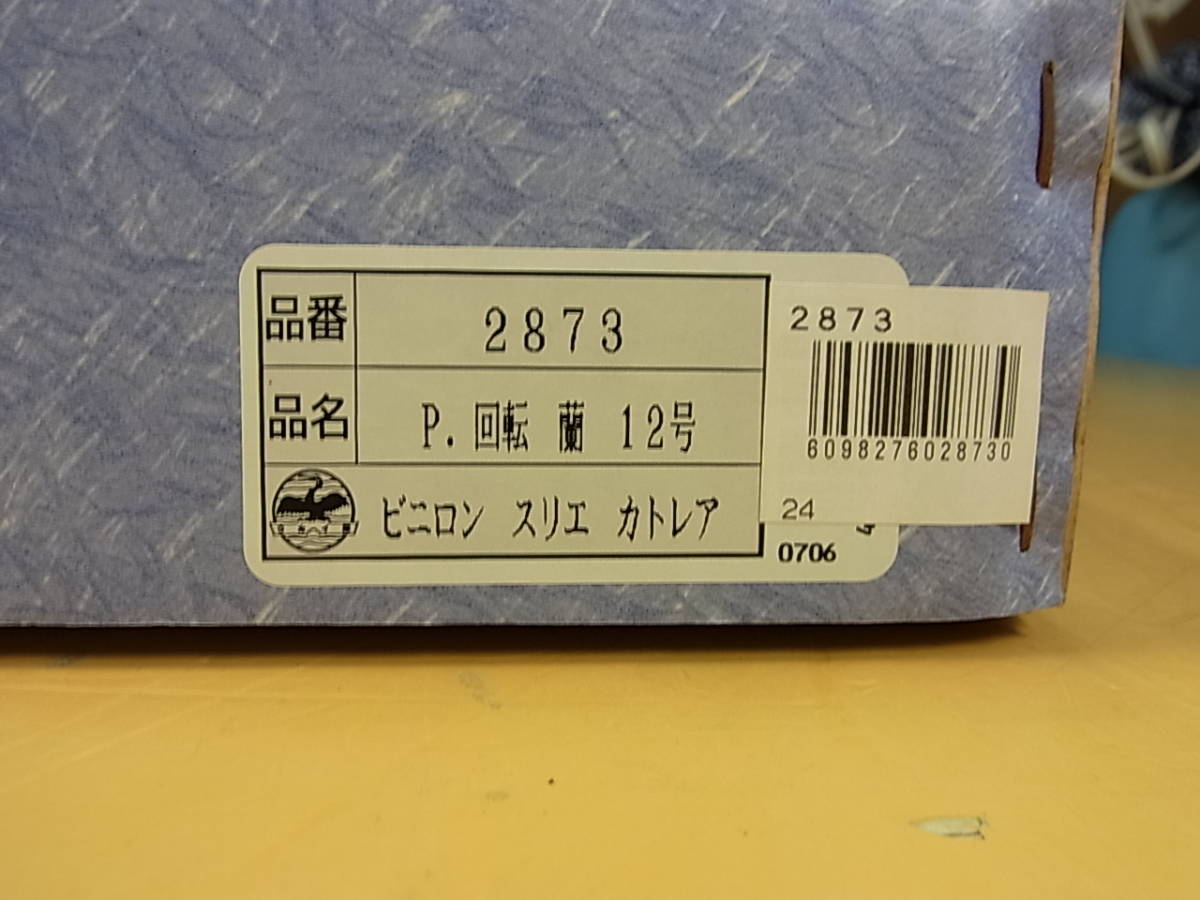 品番 2873
品名 P. 回転 蘭 12号
ビニロン スリエ カトレア
2873
6098276028730
24
0706